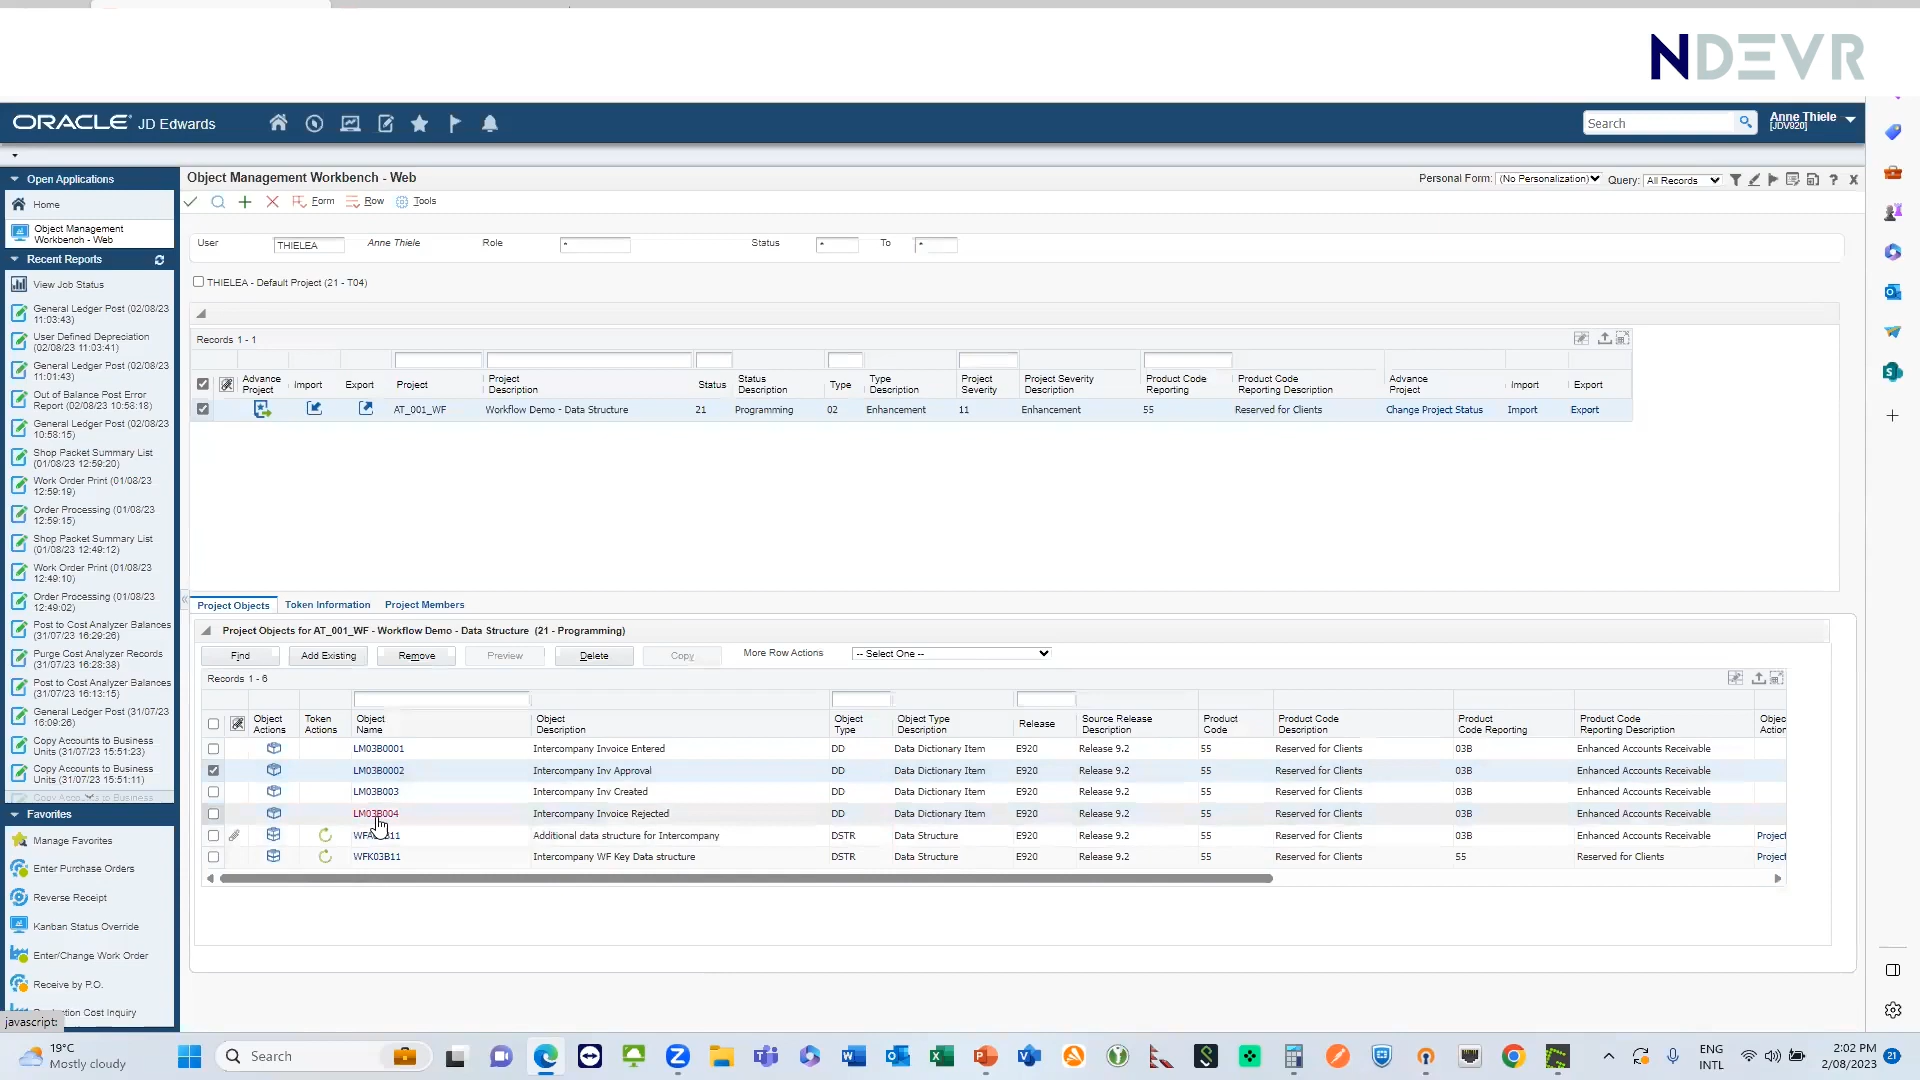 NDEVR
ORACLE JD Edwards
Search
Anne Thiele
[JDV920]
Open Applications
Home
Object Management
Workbench - Web
Recent Reports
View Job Status
General Ledger Post (02/08/23
11:03:43)
User Defined Depreciation
(02/08/23 11:03:41)
General Ledger Post (02/08/23
11:01:43)
Out of Balance Post Error
Report (02/08/23 10:58:18)
General Ledger Post (02/08/23
10:58:15)
Shop Packet Summary List
(01/08/23 12:59:20)
Work Order Print (01/08/23
12:59:19)
Order Processing (01/08/23
12:59:15)
Shop Packet Summary List
(01/08/23 12:49:12)
Work Order Print (01/08/23
12:49:10)
Order Processing (01/08/23
12:49:02)
Post to Cost Analyzer Balances
(31/07/23 16:29:26)
Purge Cost Analyzer Records
(31/07/23 16:28:38)
Post to Cost Analyzer Balances
(31/07/23 16:13:15)
General Ledger Post (31/07/23
16:09:26)
Copy Accounts to Business
Units (31/07/23 15:51:23)
Copy Accounts to Business
Units (31/07/23 15:51:11)
Favorites
Manage Favorites
Enter Purchase Orders
Reverse Receipt
Kanban Status Override
Enter/Change Work Order
Receive by P.O.
Cost Inquiry
javascript:
Object Management Workbench - Web
Personal Form: (No Personalization) Query: All Records
Form Row Tools
User THIELEA Anne Thiele Role * Status * To *
THIELEA - Default Project (21 - T04)
Records 1 - 1
Advance Project Import Export Project Project Description Status Status Description Type Type Description Project Severity Project Severity Description Product Code Reporting Product Code Reporting Description Advance Project Import Export
AT_001_WF Workflow Demo - Data Structure 21 Programming 02 Enhancement 11 Enhancement 55 Reserved for Clients Change Project Status Import Export
Project Objects Token Information Project Members
Project Objects for AT_001_WF - Workflow Demo - Data Structure (21 - Programming)
Find Add Existing Remove Preview Delete Copy More Row Actions -- Select One --
Records 1 - 6
Object Actions Token Actions Object Name Object Description Object Type Object Type Description Release Source Release Description Product Code Product Code Description Product Code Reporting Product Code Reporting Description Objec Action
LM03B0001 Intercompany Invoice Entered DD Data Dictionary Item E920 Release 9.2 55 Reserved for Clients 03B Enhanced Accounts Receivable
LM03B0002 Intercompany Inv Approval DD Data Dictionary Item E920 Release 9.2 55 Reserved for Clients 03B Enhanced Accounts Receivable
LM03B003 Intercompany Inv Created DD Data Dictionary Item E920 Release 9.2 55 Reserved for Clients 03B Enhanced Accounts Receivable
LM03B004 Intercompany Invoice Rejected DD Data Dictionary Item E920 Release 9.2 55 Reserved for Clients 03B Enhanced Accounts Receivable
Additional data structure for Intercompany DSTR Data Structure E920 Release 9.2 55 Reserved for Clients 03B Enhanced Accounts Receivable Project
WFK03B11 Intercompany WF Key Data structure DSTR Data Structure E920 Release 9.2 55 Reserved for Clients 55 Reserved for Clients Project
19°C
Mostly cloudy
Search
ENG
INTL
2:02 PM
2/08/2023
21